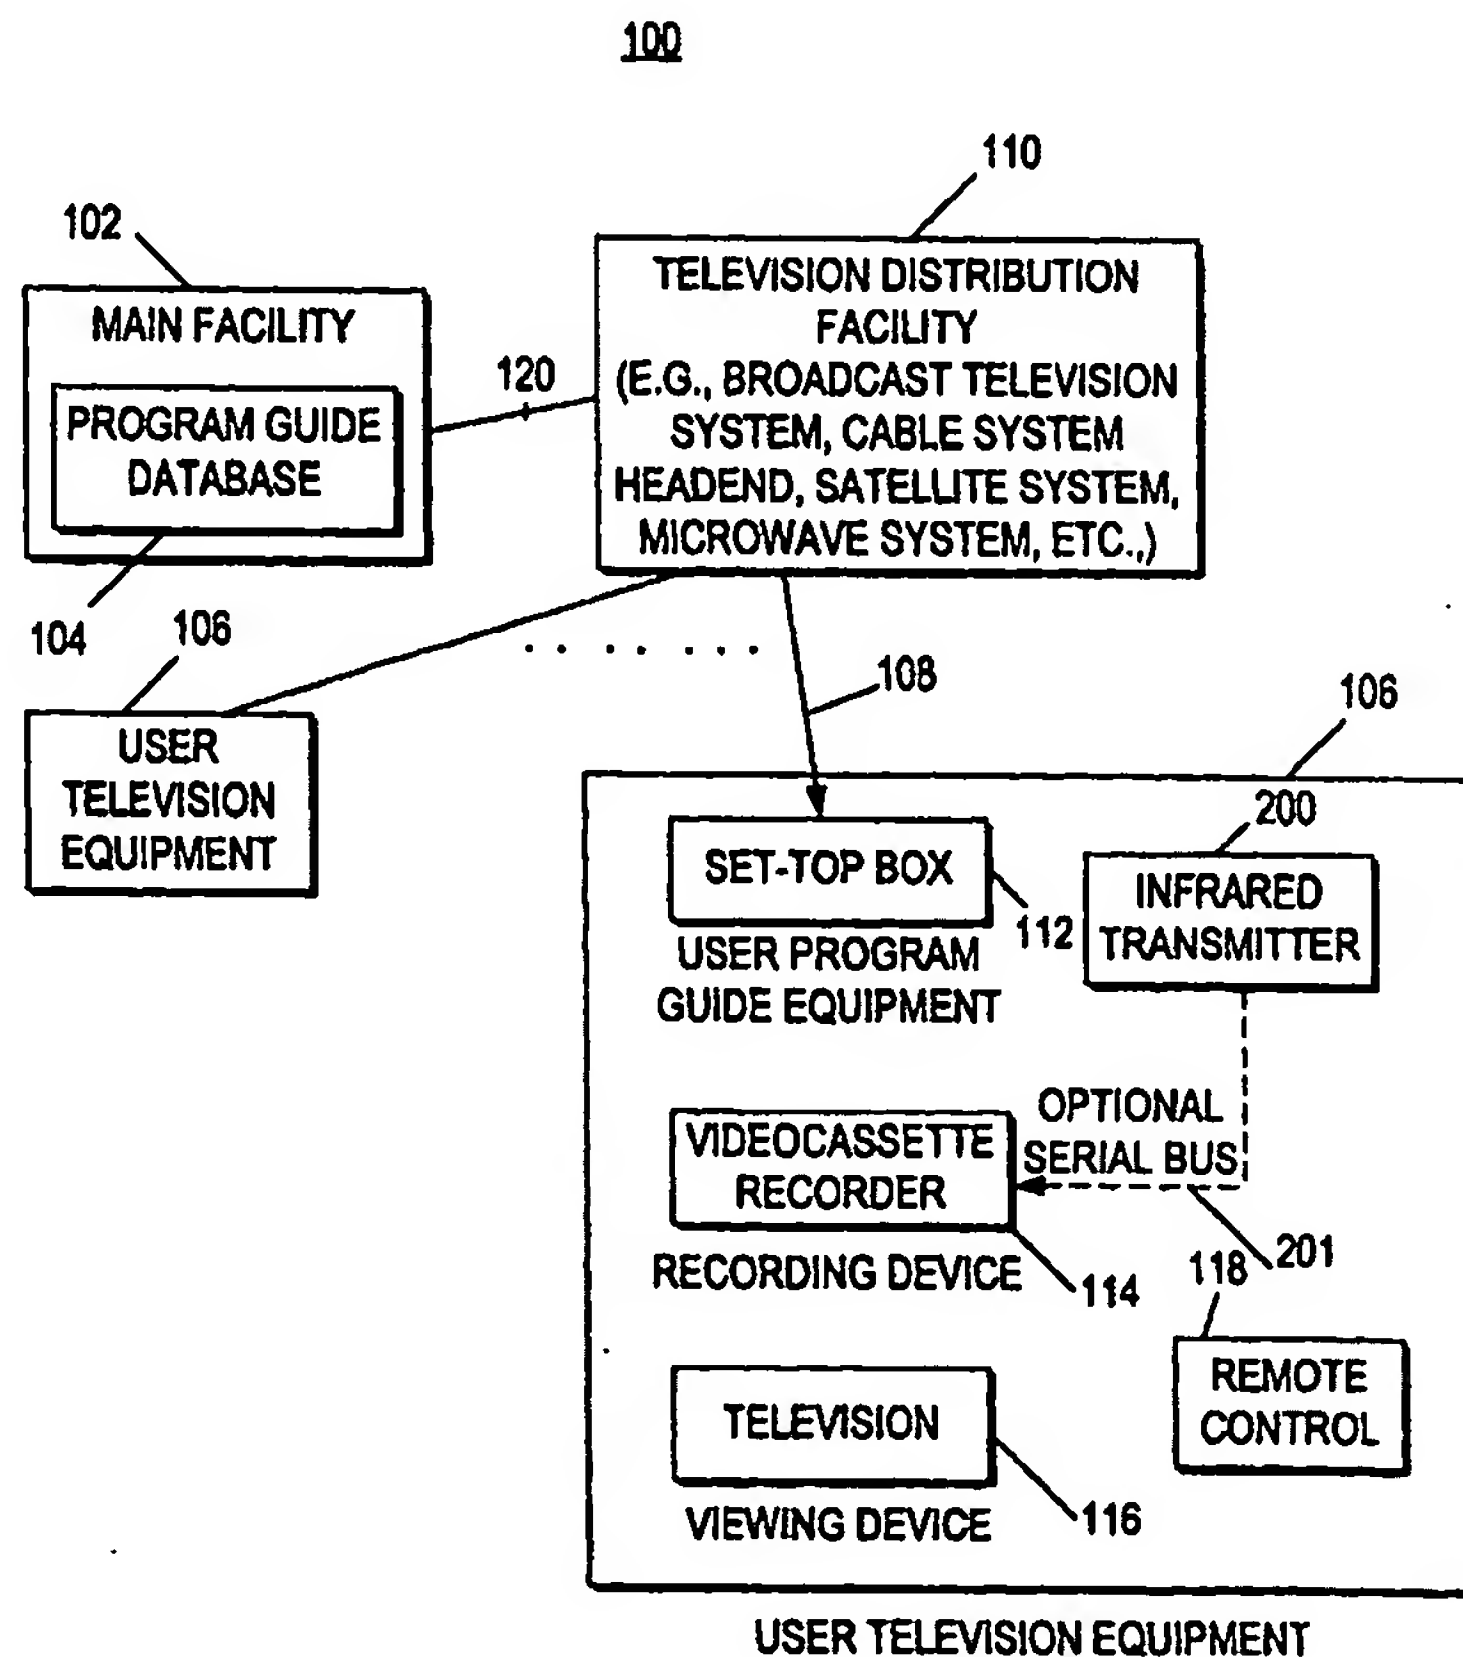 100
110
102
TELEVISION DISTRIBUTION
FACILITY
(E.G., BROADCAST TELEVISION
SYSTEM, CABLE SYSTEM
HEADEND, SATELLITE SYSTEM,
MICROWAVE SYSTEM, ETC.,)
MAIN FACILITY
120
PROGRAM GUIDE
DATABASE
104
106
108
106
USER
TELEVISION
EQUIPMENT
200
SET-TOP BOX
112
INFRARED
TRANSMITTER
USER PROGRAM
GUIDE EQUIPMENT
OPTIONAL
SERIAL BUS
VIDEOCASSETTE
RECORDER
201
RECORDING DEVICE
114
118
REMOTE
CONTROL
TELEVISION
116
VIEWING DEVICE
USER TELEVISION EQUIPMENT